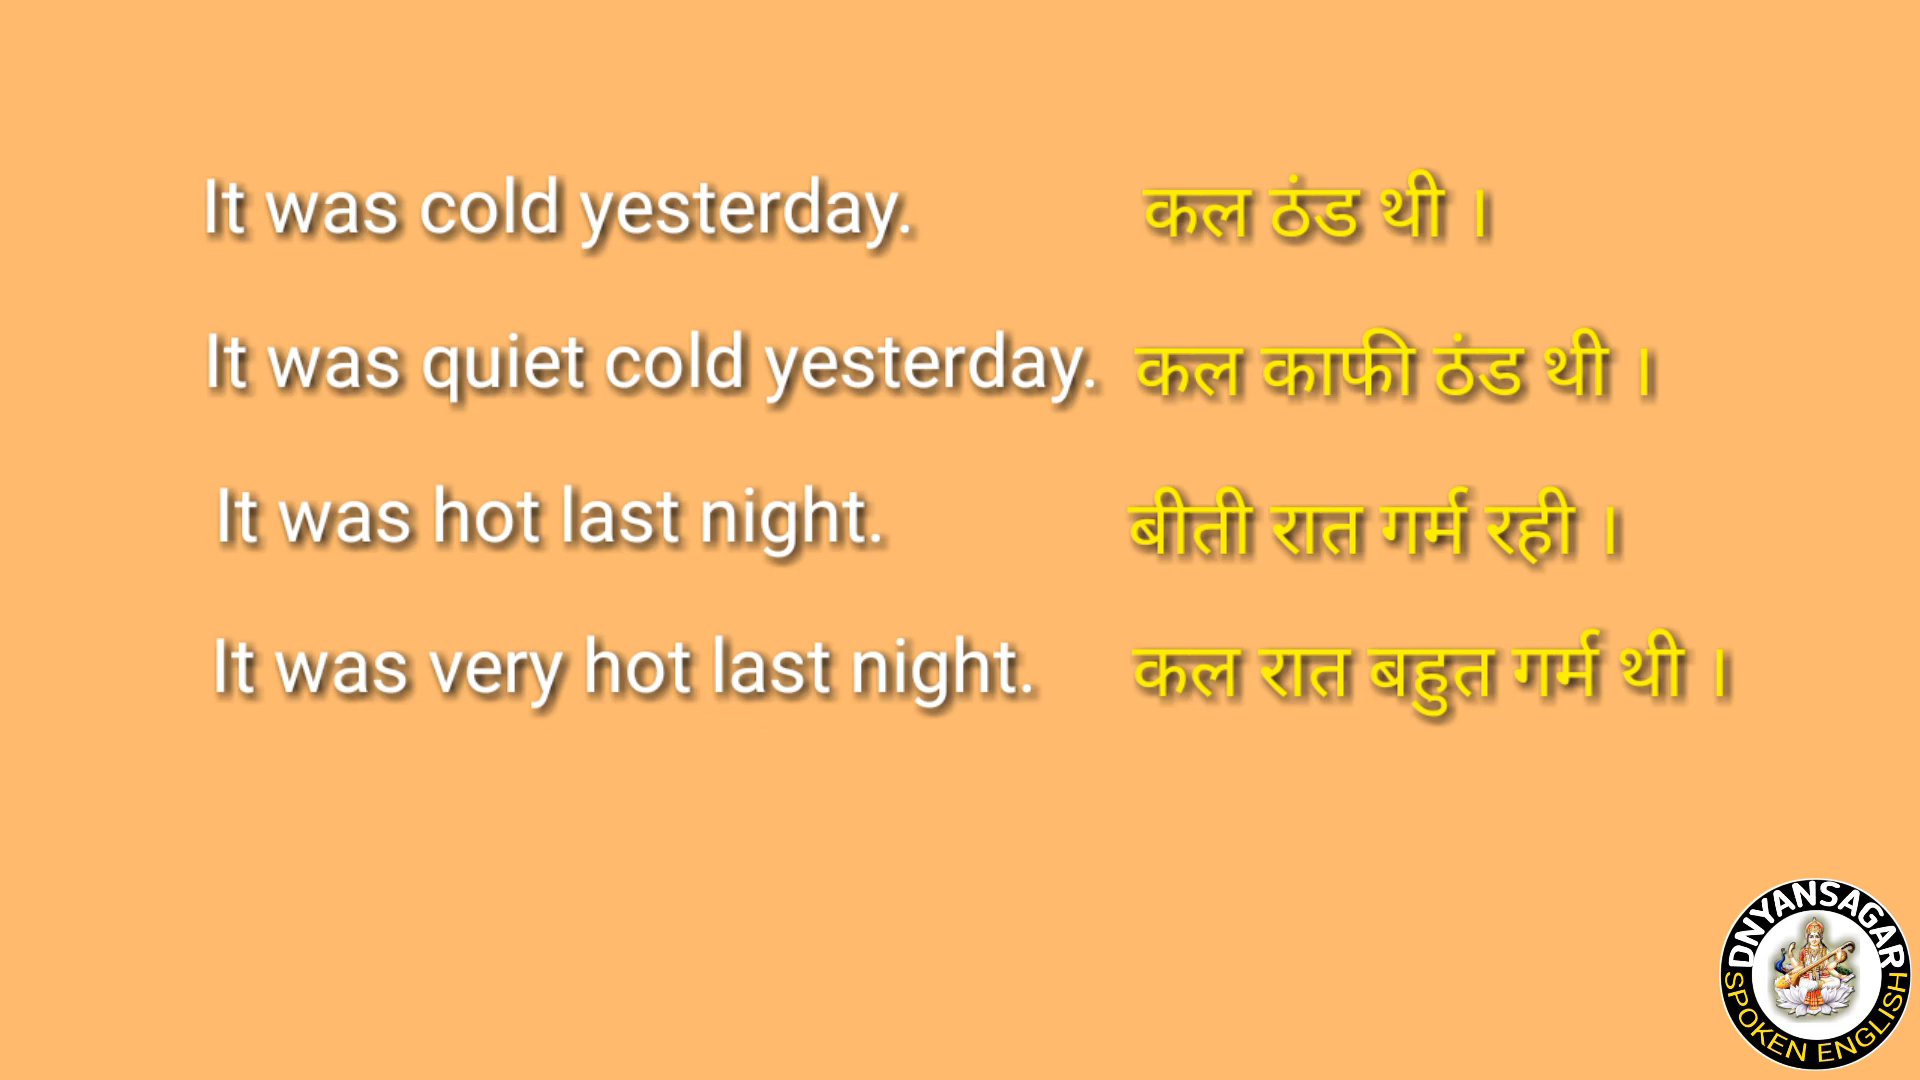 It was cold yesterday. कल ठंड थी ।
It was quiet cold yesterday. कल काफी ठंड थी ।
It was hot last night. बीती रात गर्म रही ।
It was very hot last night. कल रात बहुत गर्म थी ।
DNYANSAGAR
SPOKEN ENGLISH